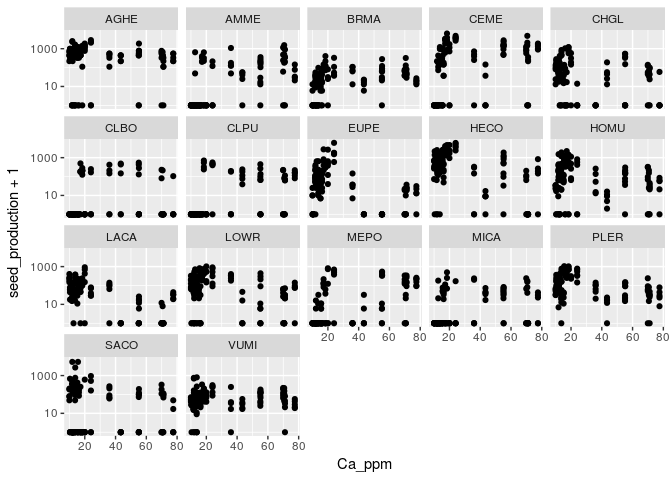 AGHE AMME BRMA CEME CHGL
1000
10
CLBO CLPU EUPE HECO HOMU
1000
10
LACA LOWR MEPO MICA PLER
1000
10
20 40 60 80 20 40 60 80 20 40 60 80
SACO VUMI
1000
10
20 40 60 80 20 40 60 80
Ca_ppm
seed_production + 1